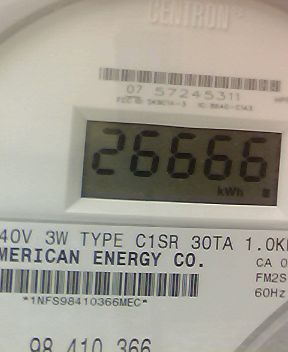 CENTRON®
07 57245311
26666
kWh
40V 3W TYPE C1SR 30TA 1.0K
MERICAN ENERGY CO.
CA 0
FM2S
60Hz
*1NFS98410366MEC*
98 410 366